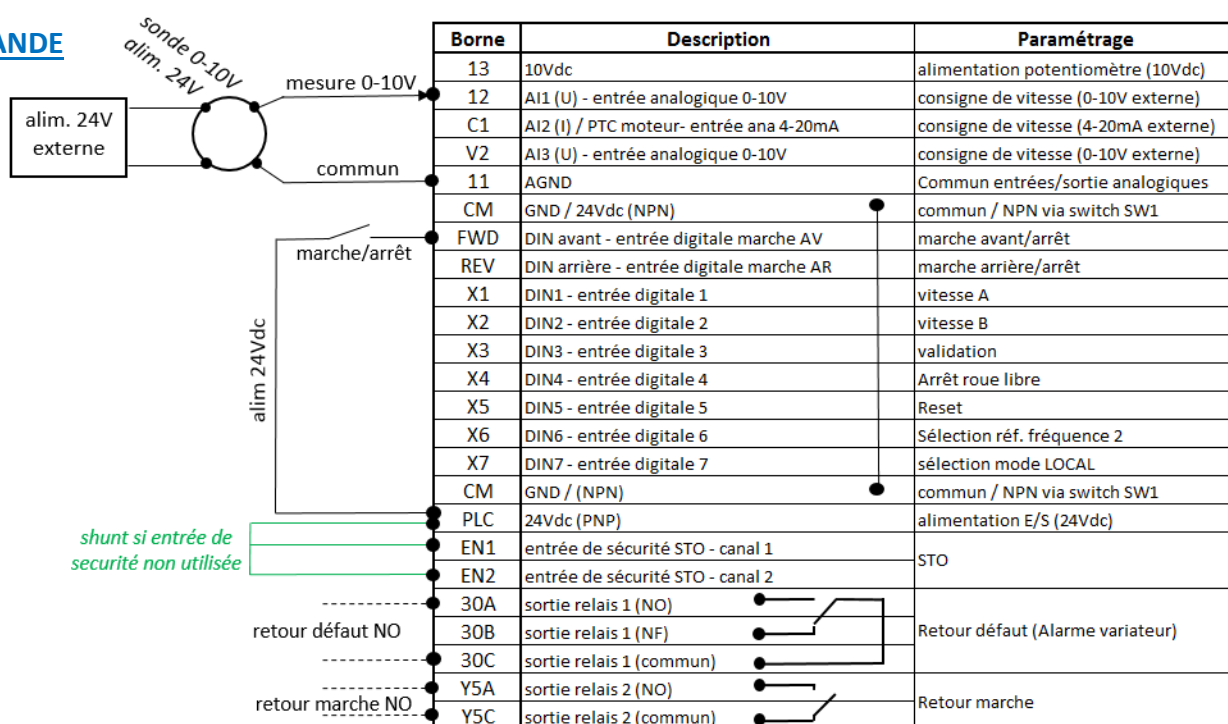 ANDE
sonde 0-10V
alim. 24V
mesure 0-10V
alim. 24V
externe
commun
marche/arrêt
alim 24Vdc
shunt si entrée de
securité non utilisée
retour défaut NO
retour marche NO
Borne Description Paramétrage
13 10Vdc alimentation potentiomètre (10Vdc)
12 AI1 (U) - entrée analogique 0-10V consigne de vitesse (0-10V externe)
C1 AI2 (I) / PTC moteur- entrée ana 4-20mA consigne de vitesse (4-20mA externe)
V2 AI3 (U) - entrée analogique 0-10V consigne de vitesse (0-10V externe)
11 AGND Commun entrées/sortie analogiques
CM GND / 24Vdc (NPN) commun / NPN via switch SW1
FWD DIN avant - entrée digitale marche AV marche avant/arrêt
REV DIN arrière - entrée digitale marche AR marche arrière/arrêt
X1 DIN1 - entrée digitale 1 vitesse A
X2 DIN2 - entrée digitale 2 vitesse B
X3 DIN3 - entrée digitale 3 validation
X4 DIN4 - entrée digitale 4 Arrêt roue libre
X5 DIN5 - entrée digitale 5 Reset
X6 DIN6 - entrée digitale 6 Sélection réf. fréquence 2
X7 DIN7 - entrée digitale 7 sélection mode LOCAL
CM GND / (NPN) commun / NPN via switch SW1
PLC 24Vdc (PNP) alimentation E/S (24Vdc)
EN1 entrée de sécurité STO - canal 1
STO
EN2 entrée de sécurité STO - canal 2
30A sortie relais 1 (NO)
30B sortie relais 1 (NF) Retour défaut (Alarme variateur)
30C sortie relais 1 (commun)
Y5A sortie relais 2 (NO)
Retour marche
Y5C sortie relais 2 (commun)